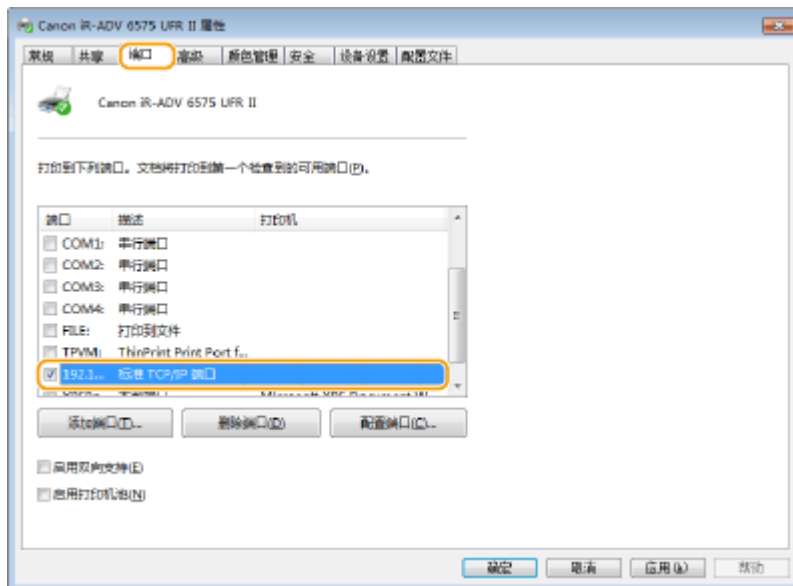 Canon iR-ADV 6575 UFR II 属性
常规 共享 端口 高级 颜色管理 安全 设备设置 配置文件
Canon iR-ADV 6575 UFR II
打印到下列端口。文档将打印到第一个检查到的可用端口(P)。
端口 描述 打印机
COM1: 串行端口
COM2: 串行端口
COM3: 串行端口
COM4: 串行端口
FILE: 打印到文件
TPVM: ThinPrint Print Port f...
192.1... 标准 TCP/IP 端口
添加端口(T)... 删除端口(D) 配置端口(C)...
启用双向支持(E)
启用打印机池(N)
确定 取消 应用(A) 帮助